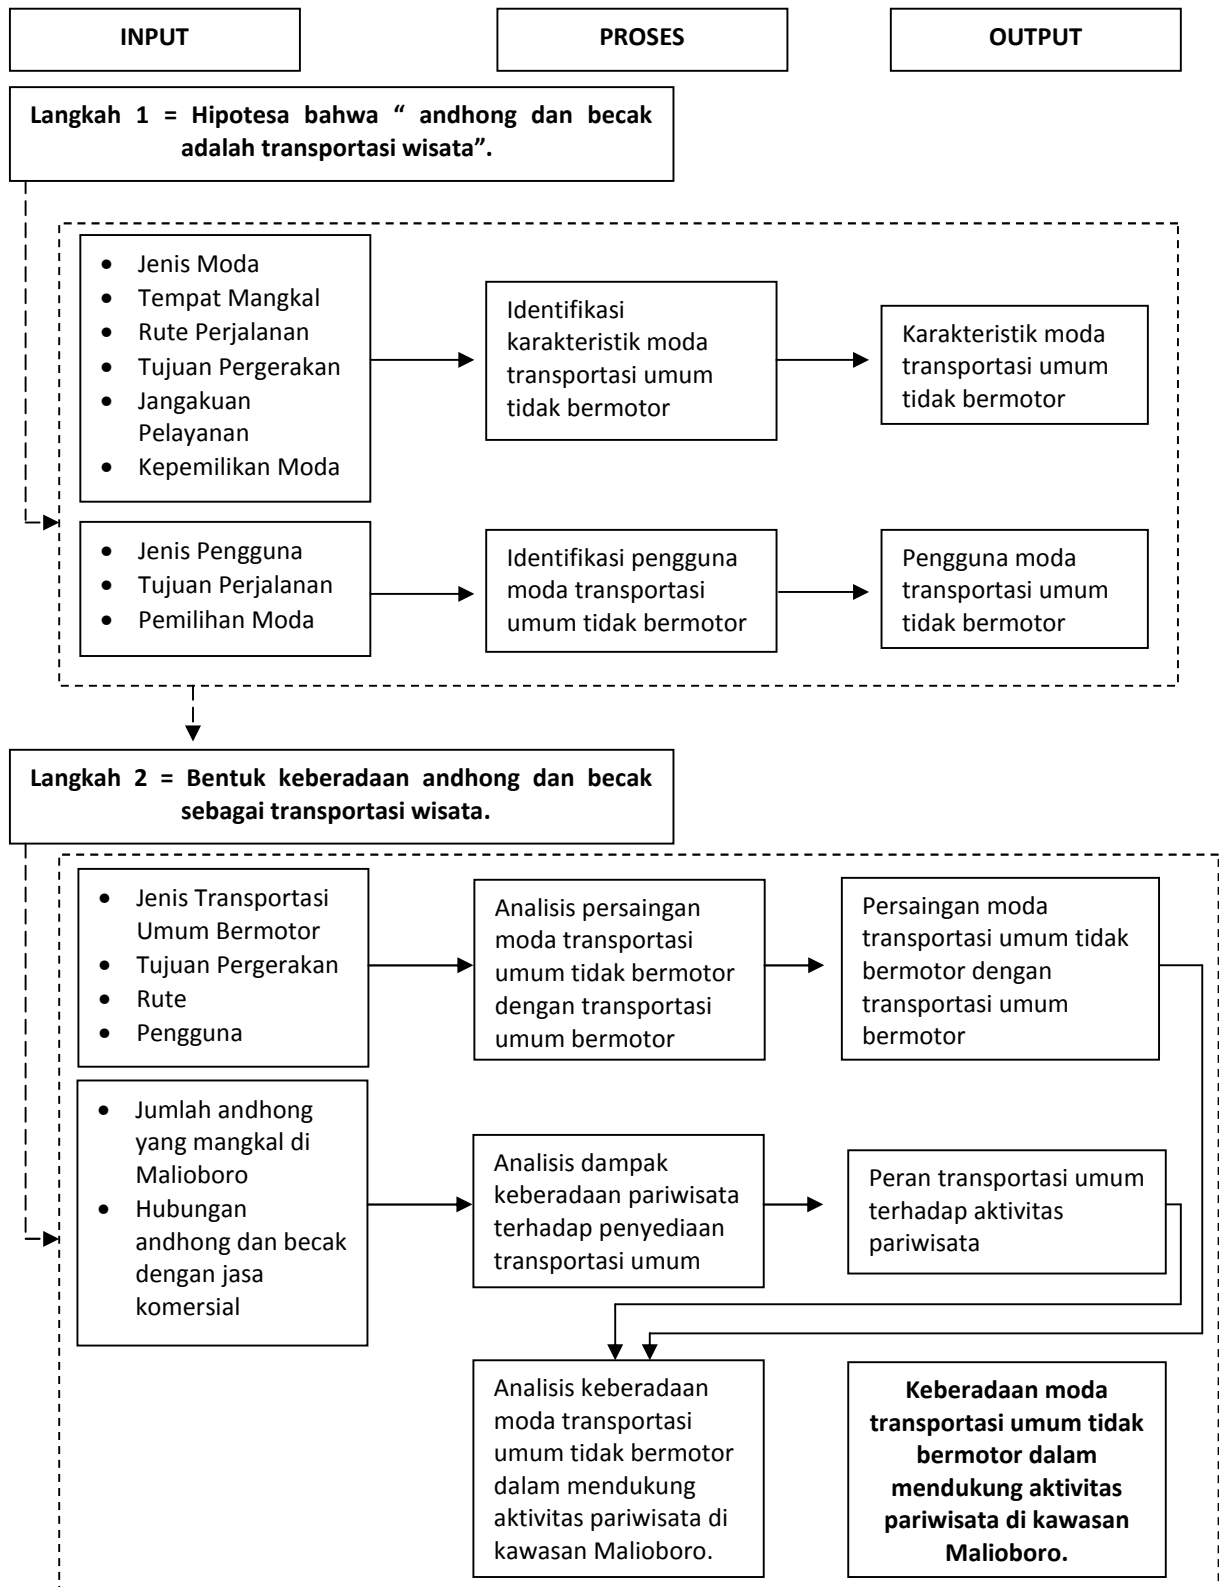 INPUT
PROSES
OUTPUT
Langkah 1 = Hipotesa bahwa “ andhong dan becak
adalah transportasi wisata”.
• Jenis Moda
• Tempat Mangkal
• Rute Perjalanan
• Tujuan Pergerakan
• Jangakuan
Pelayanan
• Kepemilikan Moda
Identifikasi
karakteristik moda
transportasi umum
tidak bermotor
Karakteristik moda
transportasi umum
tidak bermotor
• Jenis Pengguna
• Tujuan Perjalanan
• Pemilihan Moda
Identifikasi pengguna
moda transportasi
umum tidak bermotor
Pengguna moda
transportasi umum
tidak bermotor
Langkah 2 = Bentuk keberadaan andhong dan becak
sebagai transportasi wisata.
• Jenis Transportasi
Umum Bermotor
• Tujuan Pergerakan
• Rute
• Pengguna
Analisis persaingan
moda transportasi
umum tidak bermotor
dengan transportasi
umum bermotor
Persaingan moda
transportasi umum tidak
bermotor dengan
transportasi umum
bermotor
• Jumlah andhong
yang mangkal di
Malioboro
• Hubungan
andhong dan becak
dengan jasa
komersial
Analisis dampak
keberadaan pariwisata
terhadap penyediaan
transportasi umum
Peran transportasi umum
terhadap aktivitas
pariwisata
Analisis keberadaan
moda transportasi
umum tidak bermotor
dalam mendukung
aktivitas pariwisata di
kawasan Malioboro.
Keberadaan moda
transportasi umum tidak
bermotor dalam
mendukung aktivitas
pariwisata di kawasan
Malioboro.